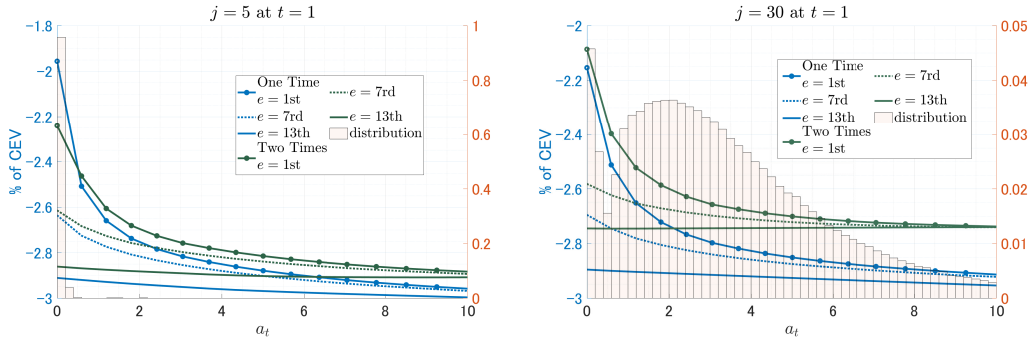 j = 5 at t = 1
-1.8
-2
-2.2
-2.4
-2.6
-2.8
-3
% of CEV
1
0.8
0.6
0.4
0.2
0
0 2 4 6 8 10
a_t
One Time
e = 1st
e = 7rd
e = 13th
Two Times
e = 1st
e = 7rd
e = 13th
distribution
j = 30 at t = 1
-2
-2.2
-2.4
-2.6
-2.8
-3
% of CEV
0.05
0.04
0.03
0.02
0.01
0
0 2 4 6 8 10
a_t
One Time
e = 1st
e = 7rd
e = 13th
Two Times
e = 1st
e = 7rd
e = 13th
distribution